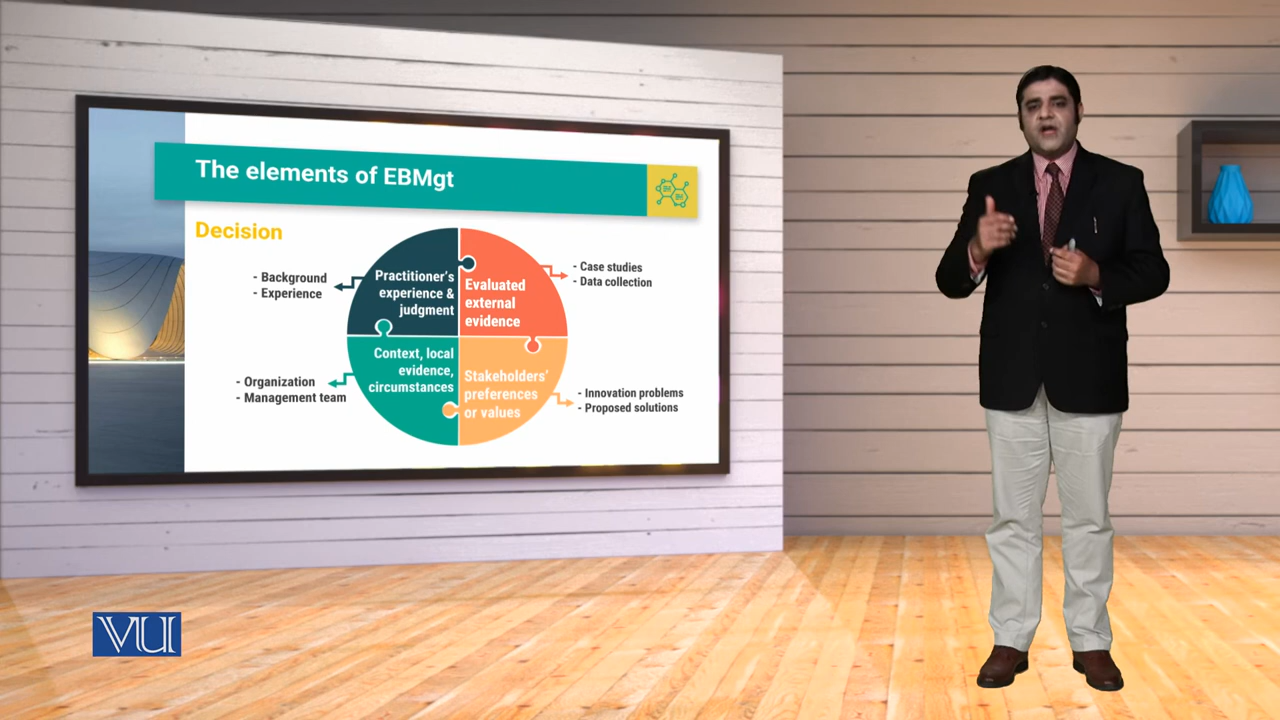 The elements of EBMgt
Decision
- Background
- Experience
Practitioner's
experience &
judgment
Evaluated
external
evidence
- Case studies
- Data collection
- Organization
- Management team
Context, local
evidence,
circumstances
Stakeholders'
preferences
or values
- Innovation problems
- Proposed solutions
VU